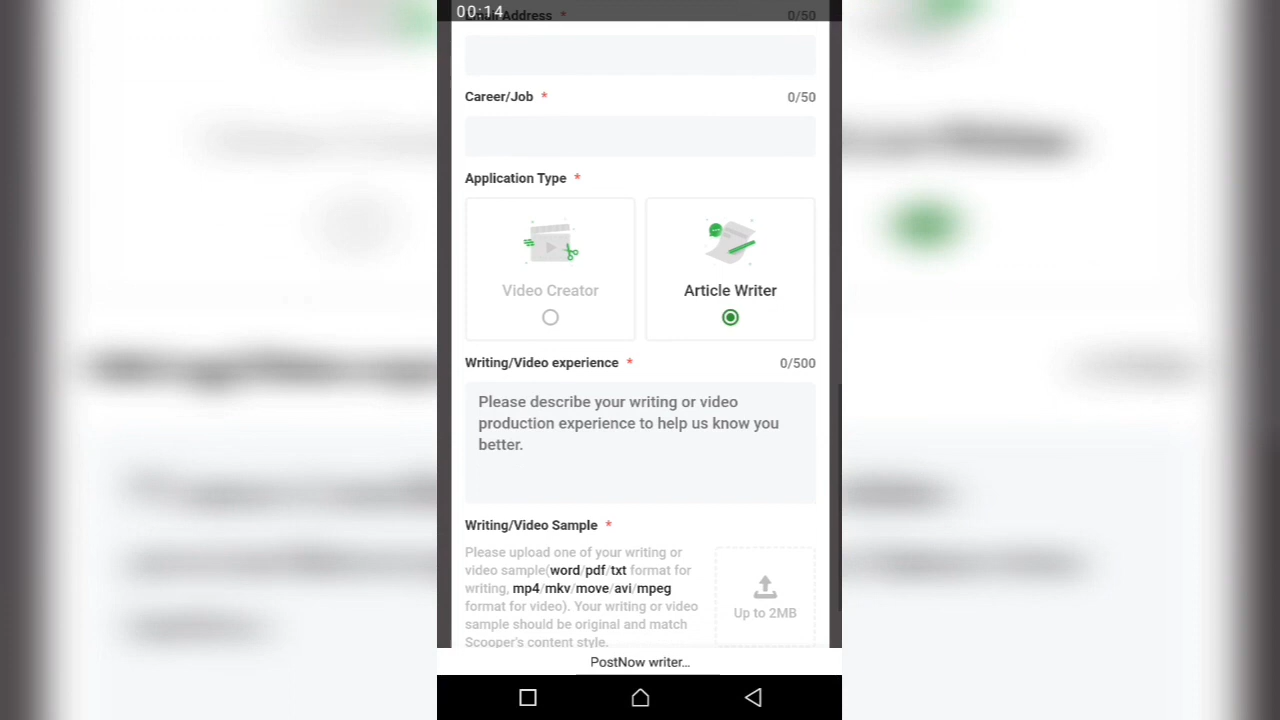 00:14
Email Address * 0/50
Career/Job * 0/50
Application Type *
Video Creator
Article Writer
Writing/Video experience * 0/500
Please describe your writing or video
production experience to help us know you
better.
Writing/Video Sample *
Please upload one of your writing or
video sample(word/pdf/txt format for
writing, mp4/mkv/move/avi/mpeg
format for video). Your writing or video
sample should be original and match
Scooper's content style.
Up to 2MB
PostNow writer...